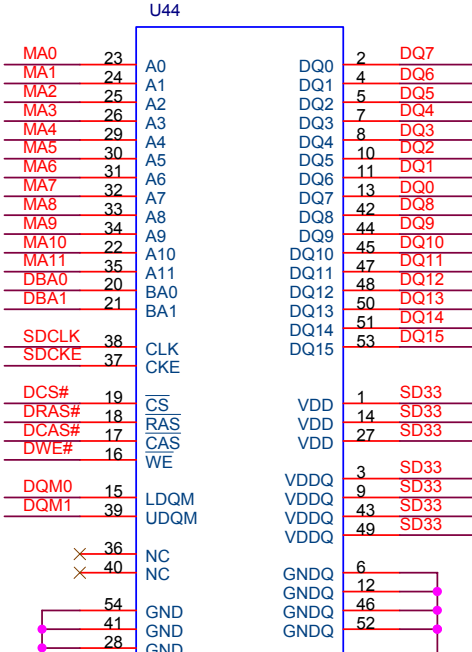 U44
MA0 23 A0 DQ0 2 DQ7
MA1 24 A1 DQ1 4 DQ6
MA2 25 A2 DQ2 5 DQ5
MA3 26 A3 DQ3 7 DQ4
MA4 29 A4 DQ4 8 DQ3
MA5 30 A5 DQ5 10 DQ2
MA6 31 A6 DQ6 11 DQ1
MA7 32 A7 DQ7 13 DQ0
MA8 33 A8 DQ8 42 DQ8
MA9 34 A9 DQ9 44 DQ9
MA10 22 A10 DQ10 45 DQ10
MA11 35 A11 DQ11 47 DQ11
DBA0 20 BA0 DQ12 48 DQ12
DBA1 21 BA1 DQ13 50 DQ13
DQ14 51 DQ14
SDCLK 38 CLK DQ15 53 DQ15
SDCKE 37 CKE
DCS# 19 CS VDD 1 SD33
DRAS# 18 RAS VDD 14 SD33
DCAS# 17 CAS VDD 27 SD33
DWE# 16 WE
VDDQ 3 SD33
DQM0 15 LDQM VDDQ 9 SD33
DQM1 39 UDQM VDDQ 43 SD33
VDDQ 49 SD33
36 NC
40 NC GNDQ 6
GNDQ 12
54 GND GNDQ 46
41 GND GNDQ 52
28 GND